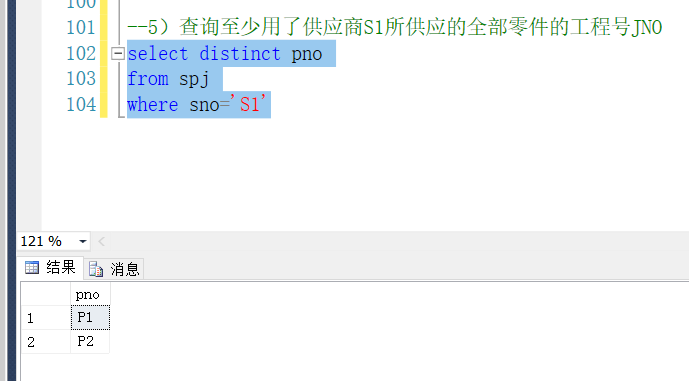 100
101 --5）查询至少用了供应商S1所供应的全部零件的工程号JNO
102 select distinct pno
103 from spj
104 where sno='S1'
121 %
结果 消息
pno
1 P1
2 P2